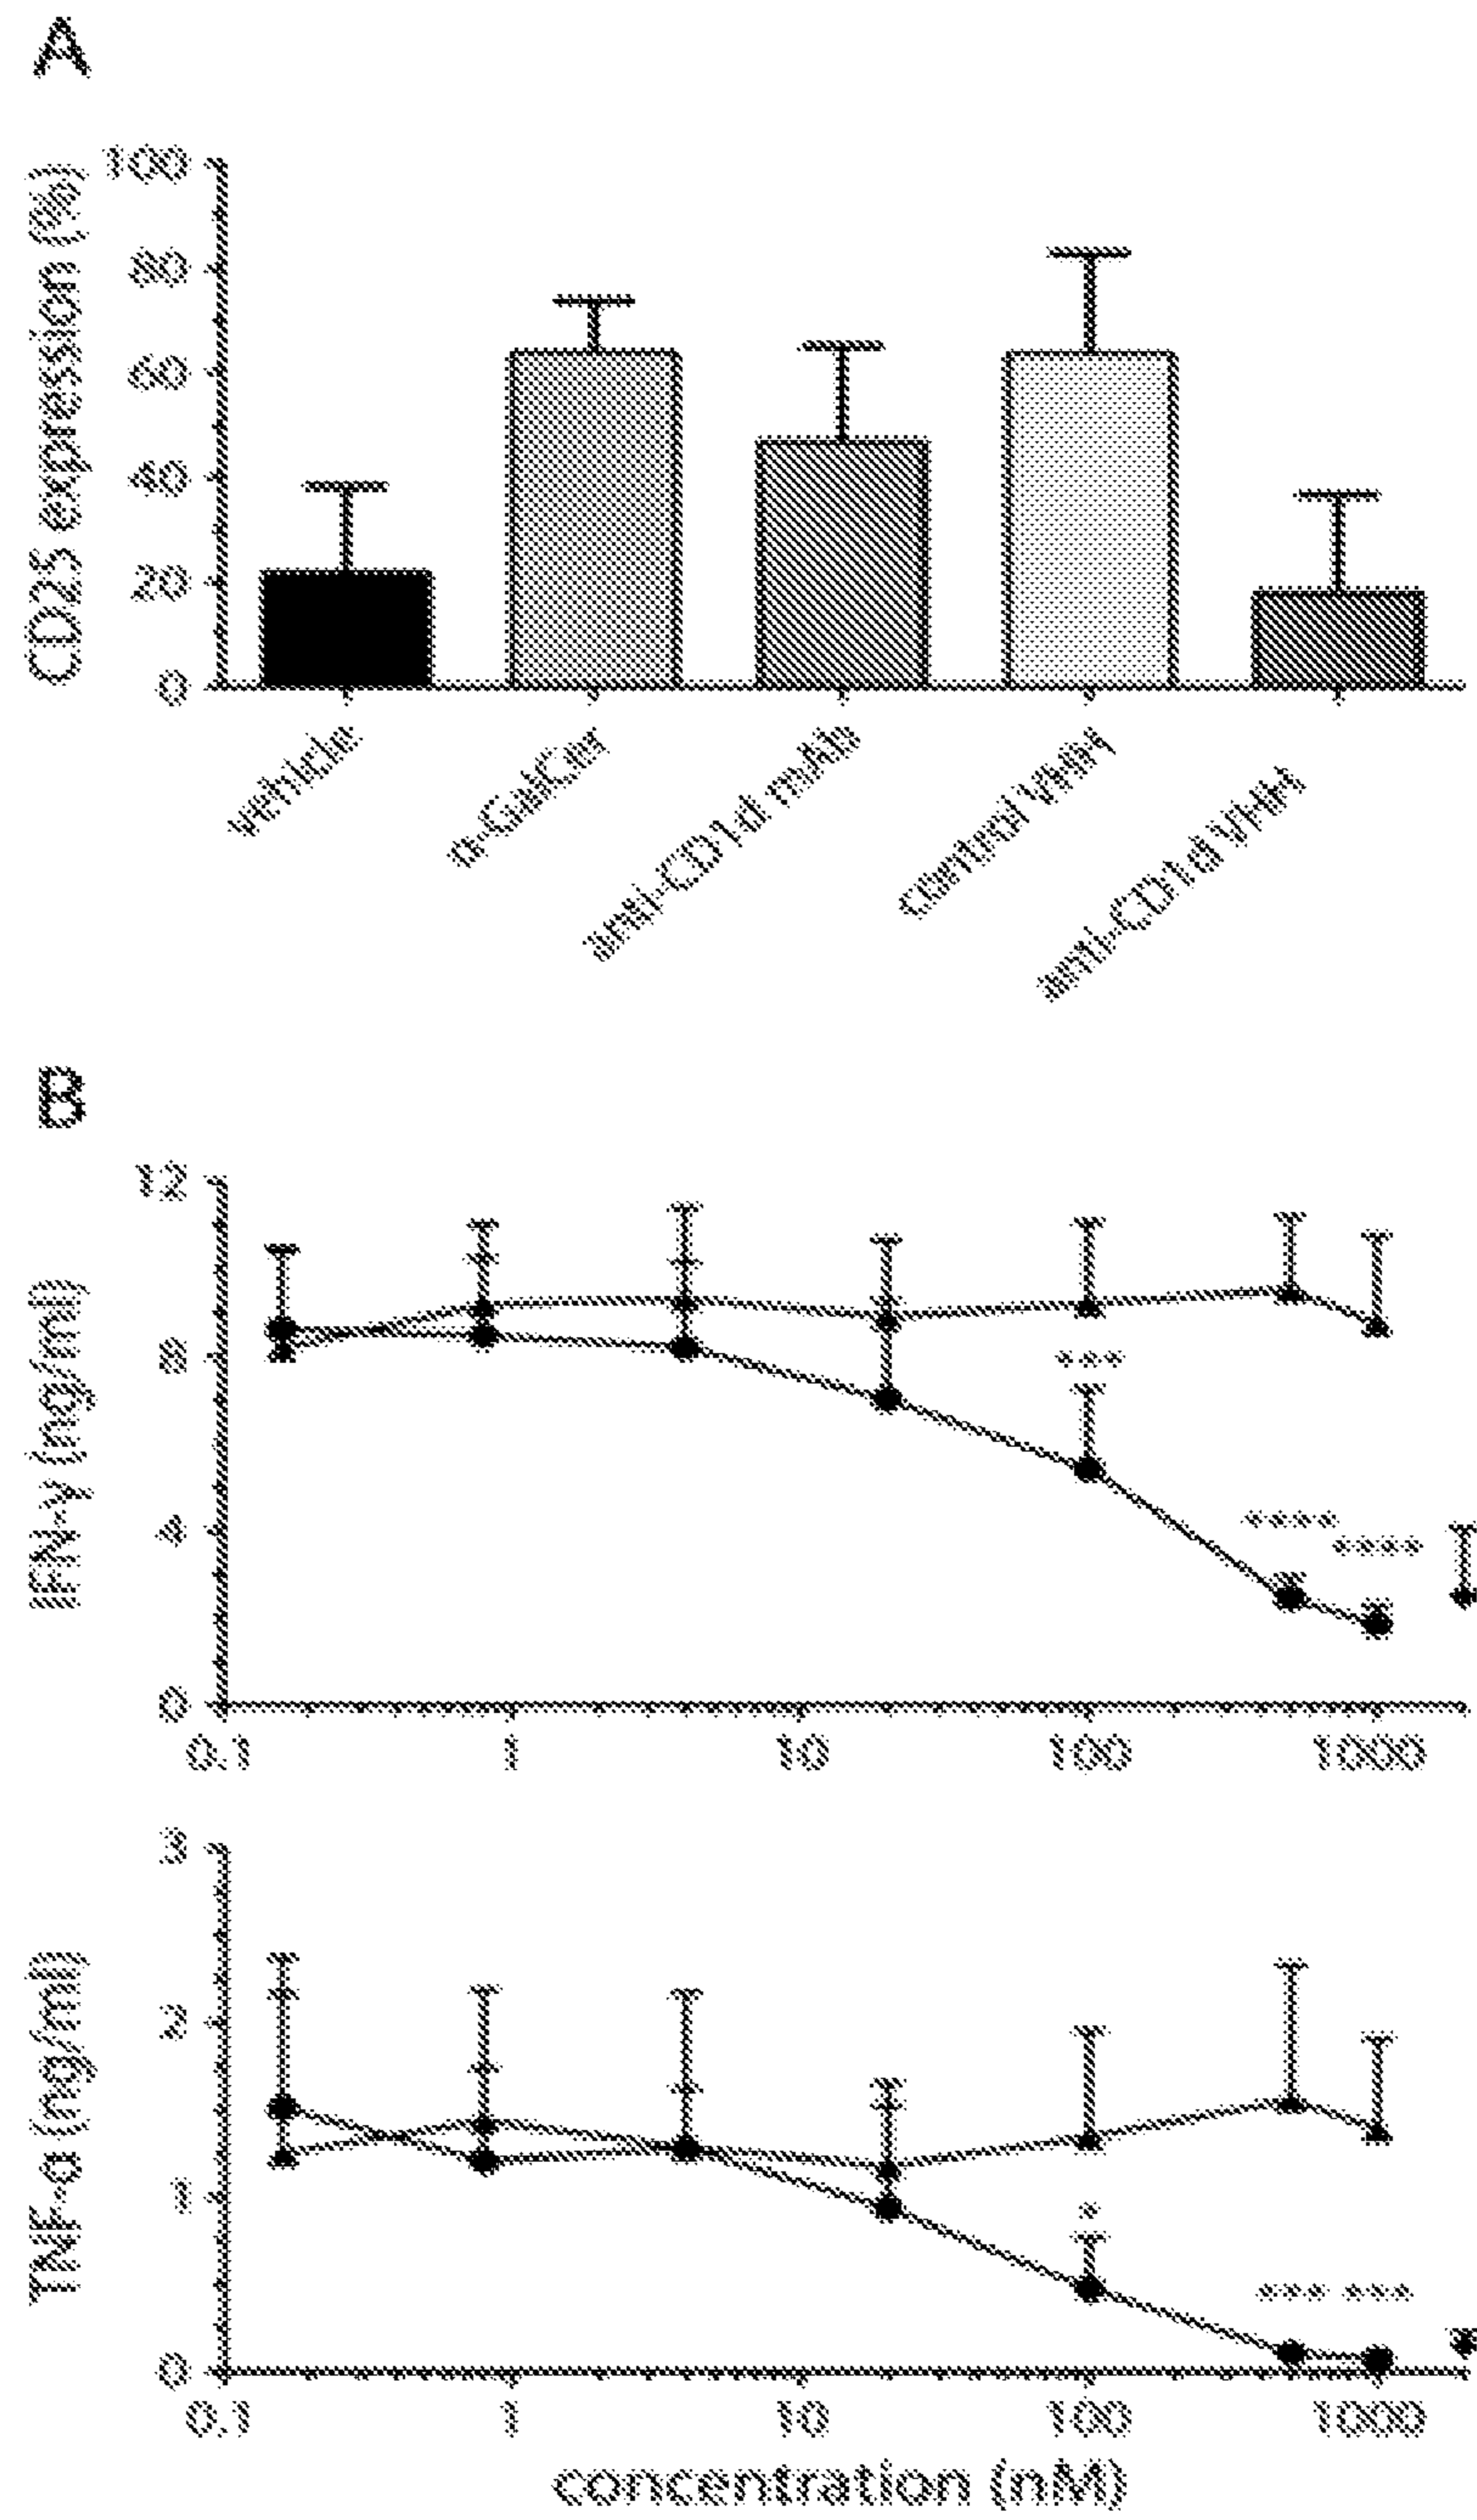 A
CD25 expression (%)
100
80
60
40
20
0
vehicle
α-GalCer
anti-CD1d mAb
control VHH
anti-CD1d VHH
B
IFN-γ (ng/ml)
12
8
4
0
***
****
****
0.1 1 10 100 1000
TNF-α (ng/ml)
3
2
1
0
*
*** ***
0.1 1 10 100 1000
concentration (nM)